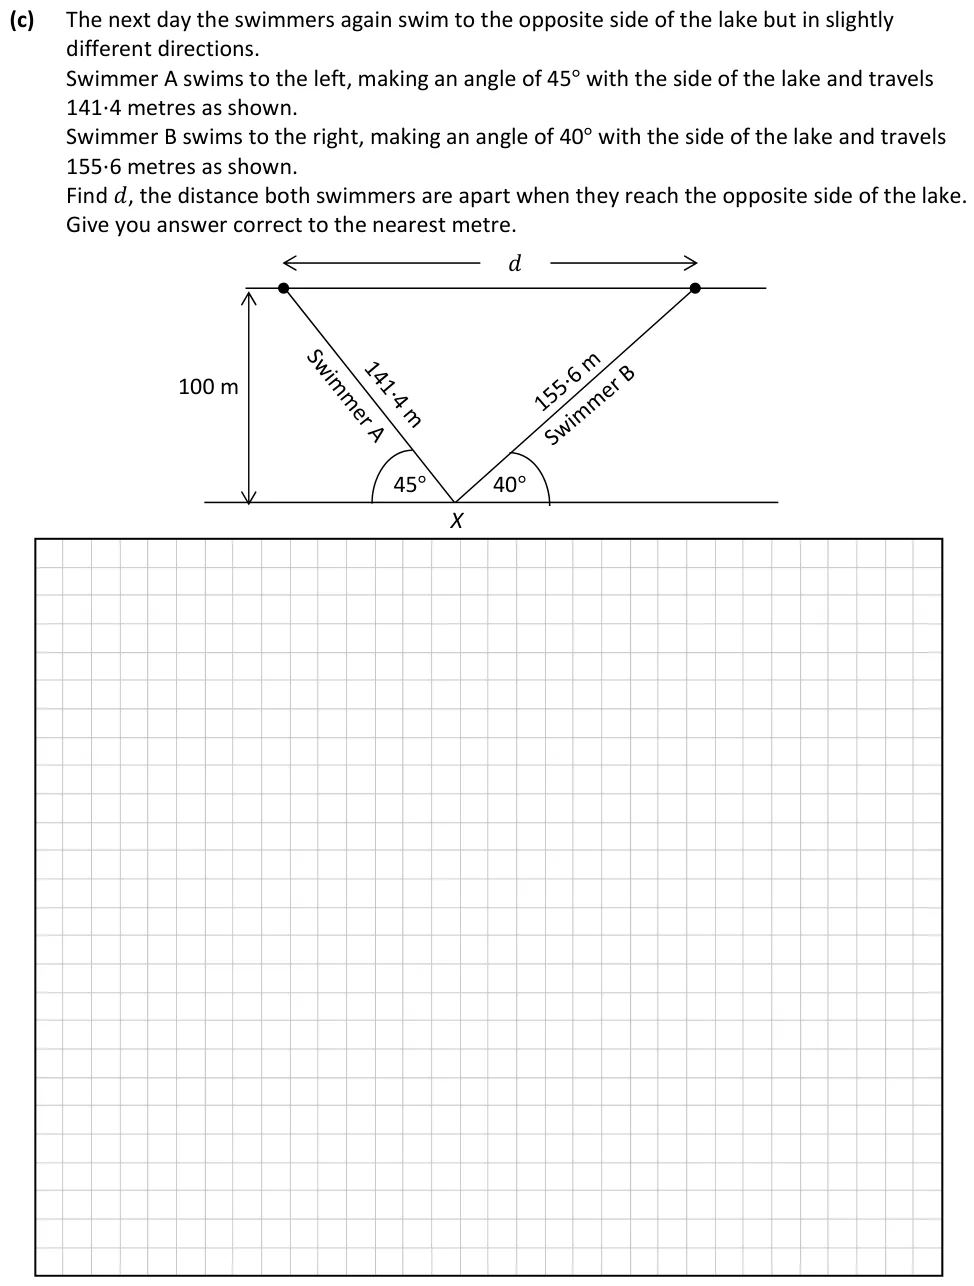 (c) The next day the swimmers again swim to the opposite side of the lake but in slightly
different directions.
Swimmer A swims to the left, making an angle of 45° with the side of the lake and travels
141·4 metres as shown.
Swimmer B swims to the right, making an angle of 40° with the side of the lake and travels
155·6 metres as shown.
Find d, the distance both swimmers are apart when they reach the opposite side of the lake.
Give you answer correct to the nearest metre.
d
100 m
Swimmer A
141·4 m
155·6 m
Swimmer B
45°
40°
X